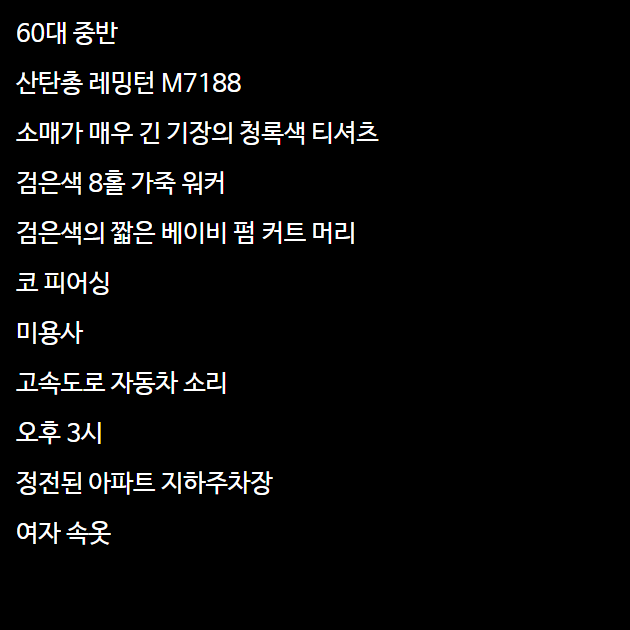 60대 중반
산탄총 레밍턴 M7188
소매가 매우 긴 기장의 청록색 티셔츠
검은색 8홀 가죽 워커
검은색의 짧은 베이비 펌 커트 머리
코 피어싱
미용사
고속도로 자동차 소리
오후 3시
정전된 아파트 지하주차장
여자 속옷